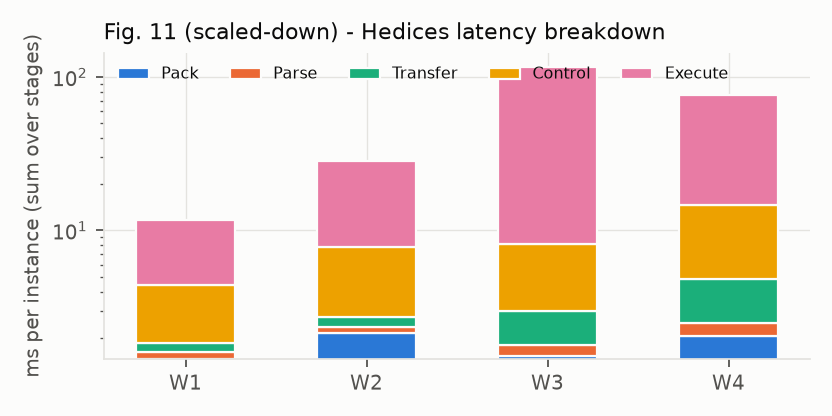 Fig. 11 (scaled-down) - Hedices latency breakdown
ms per instance (sum over stages)
Pack Parse Transfer Control Execute
10²
10¹
W1 W2 W3 W4